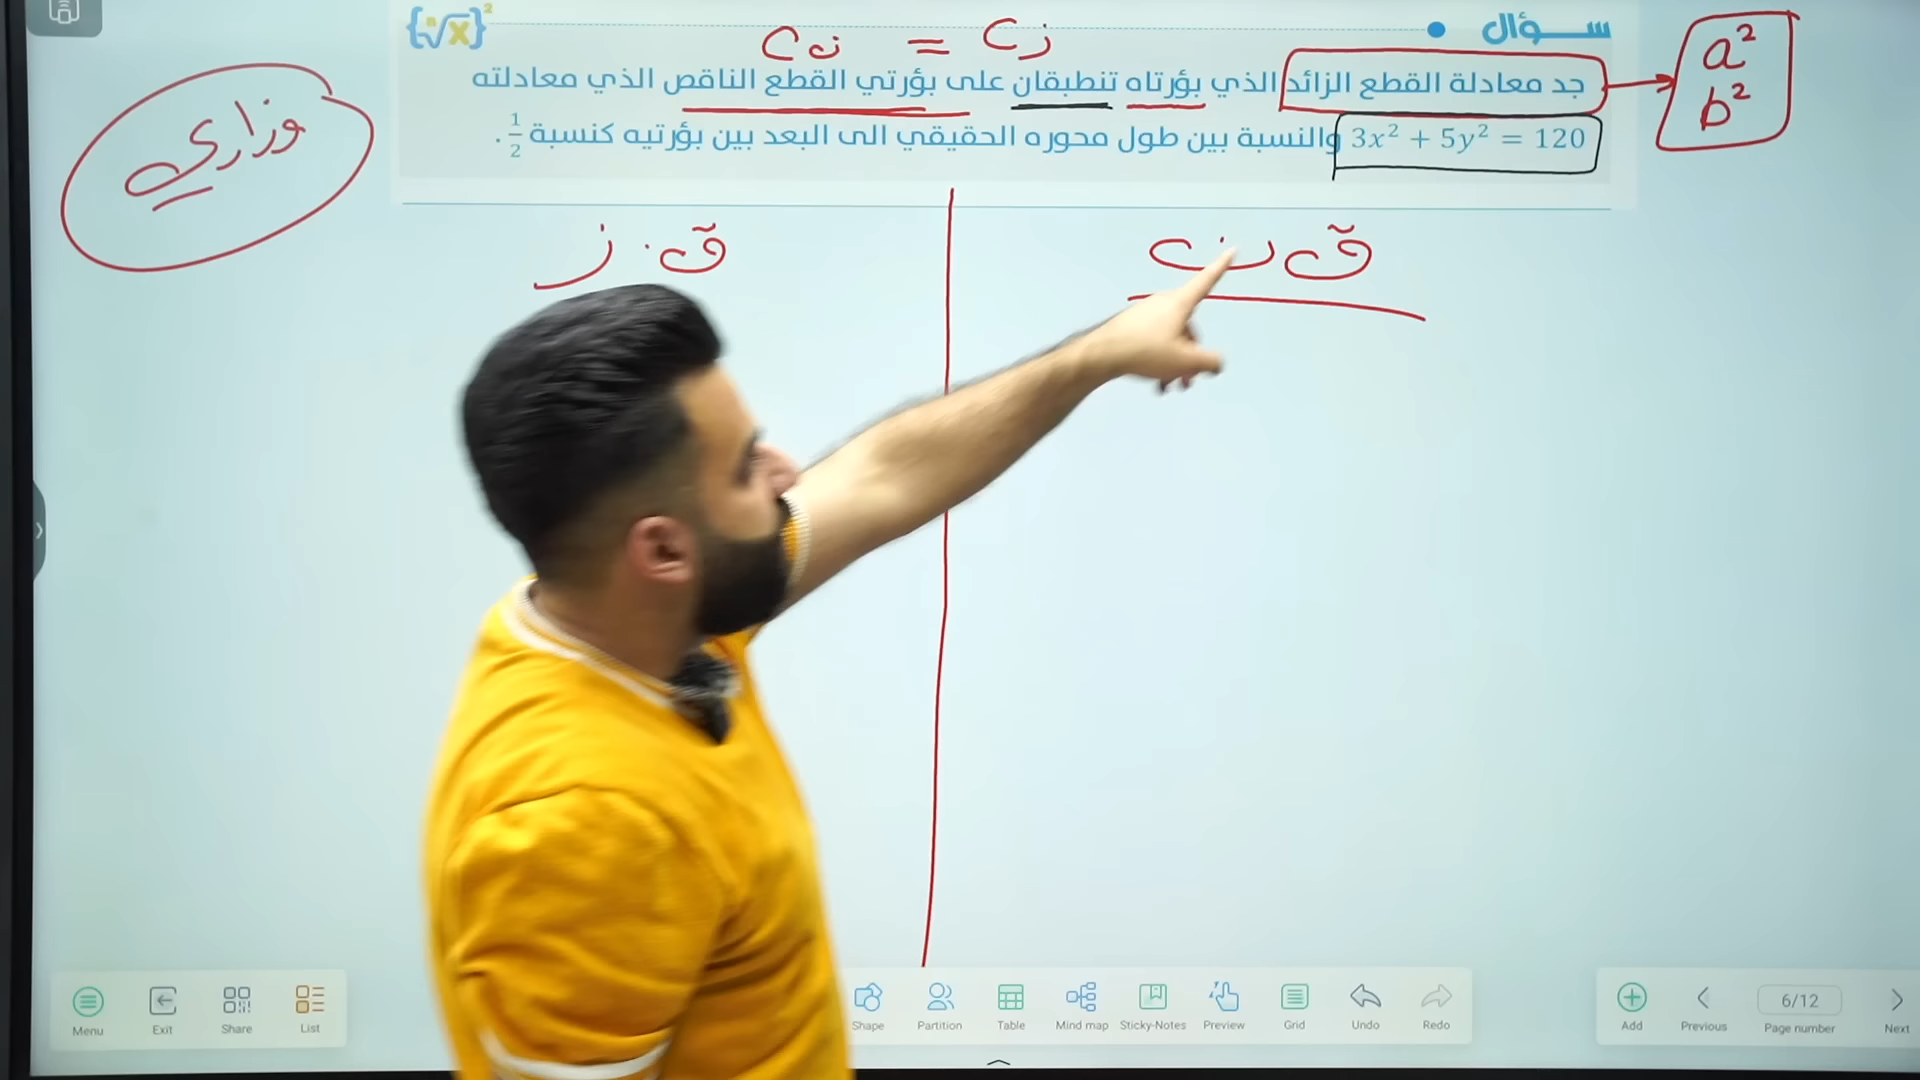 سؤال
{ⁿ√x}²
C ن = C ز
جد معادلة القطع الزائد الذي بؤرتاه تنطبقان على بؤرتي القطع الناقص الذي معادلته
3x² + 5y² = 120 والنسبة بين طول محوره الحقيقي الى البعد بين بؤرتيه كنسبة 1/2 .
a²
b²
وزاري
ق ن
ق . ز
Menu
Exit
Share
List
Shape
Partition
Table
Mind map
Sticky-Notes
Preview
Grid
Undo
Redo
Add
Previous
6/12
Page number
Next